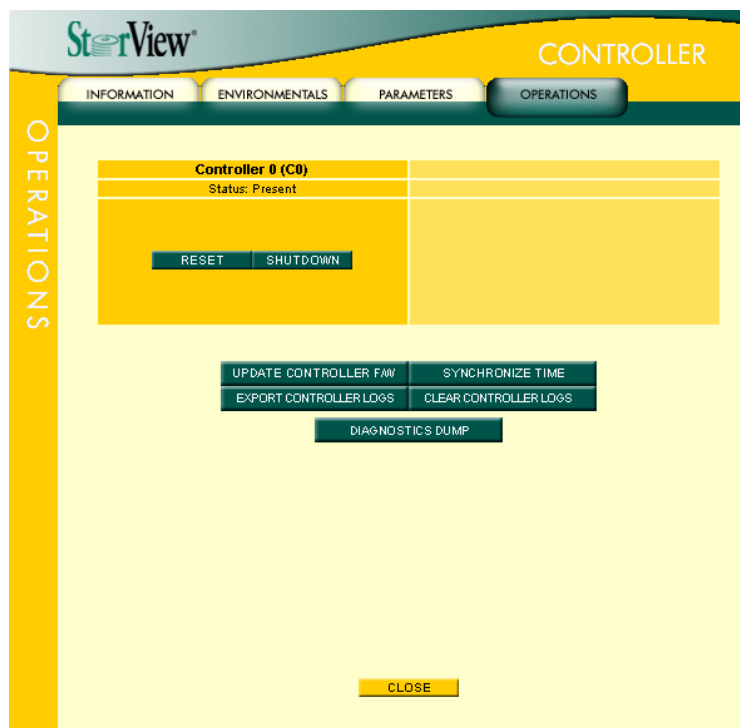 StorView®
CONTROLLER
INFORMATION ENVIRONMENTALS PARAMETERS OPERATIONS
OPERATIONS
Controller 0 (C0)
Status: Present
RESET SHUTDOWN
UPDATE CONTROLLER F/W SYNCHRONIZE TIME
EXPORT CONTROLLER LOGS CLEAR CONTROLLER LOGS
DIAGNOSTICS DUMP
CLOSE